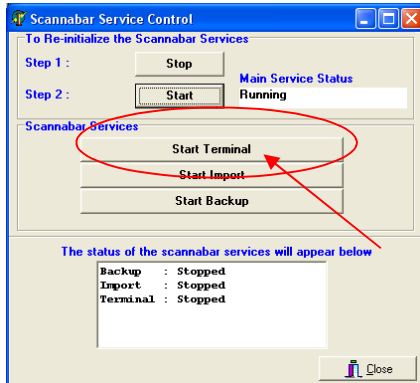 Scannabar Service Control
To Re-initialize the Scannabar Services
Step 1 : Stop
Main Service Status
Step 2 : Start Running
Scannabar Services
Start Terminal
Start Import
Start Backup
The status of the scannabar services will appear below
Backup : Stopped
Import : Stopped
Terminal : Stopped
Close